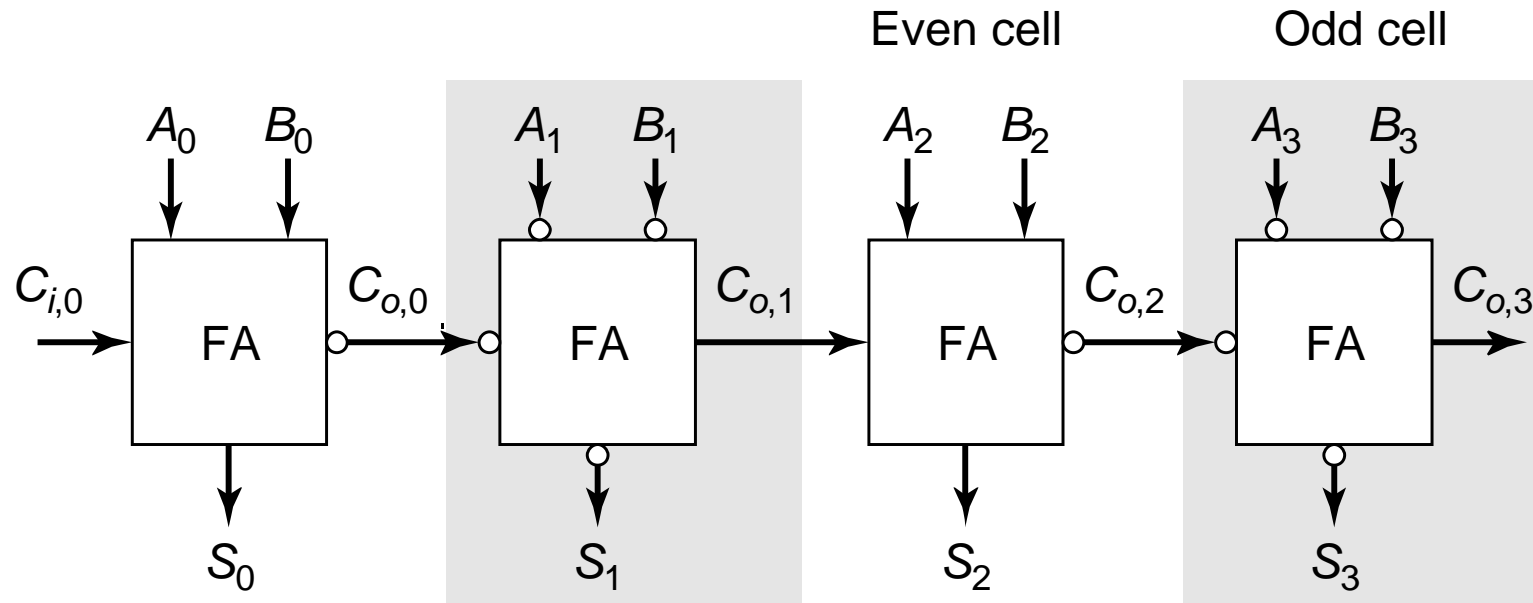 Even cell Odd cell
A0 B0 A1 B1 A2 B2 A3 B3
Ci,0 Co,0 Co,1 Co,2 Co,3
FA FA FA FA
S0 S1 S2 S3